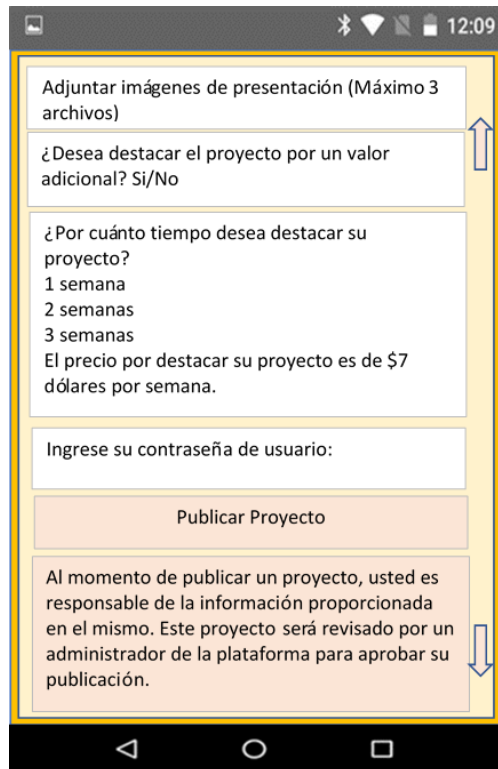 12:09
Adjuntar imágenes de presentación (Máximo 3
archivos)
¿Desea destacar el proyecto por un valor
adicional? Si/No
¿Por cuánto tiempo desea destacar su
proyecto?
1 semana
2 semanas
3 semanas
El precio por destacar su proyecto es de $7
dólares por semana.
Ingrese su contraseña de usuario:
Publicar Proyecto
Al momento de publicar un proyecto, usted es
responsable de la información proporcionada
en el mismo. Este proyecto será revisado por un
administrador de la plataforma para aprobar su
publicación.